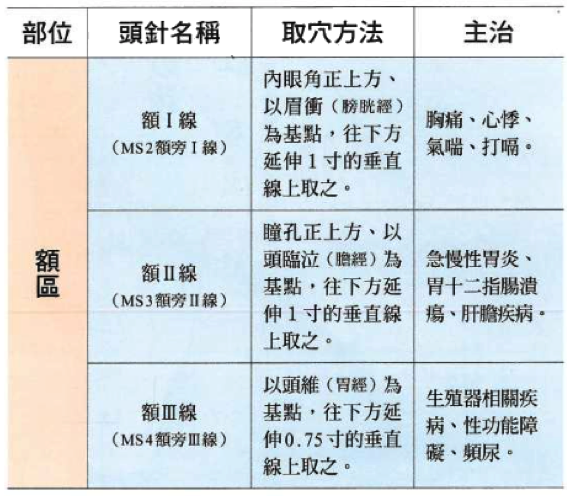 部位
頭針名稱
取穴方法
主治
額區
額Ⅰ線
(MS2額旁Ⅰ線)
內眼角正上方、
以眉衝(膀胱經)
為基點，往下方
延伸1寸的垂直
線上取之。
胸痛、心悸、
氣喘、打嗝。
額Ⅱ線
(MS3額旁Ⅱ線)
瞳孔正上方、以
頭臨泣(膽經)為
基點，往下方延
伸1寸的垂直線
上取之。
急慢性胃炎、
胃十二指腸潰
瘍、肝膽疾病。
額Ⅲ線
(MS4額旁Ⅲ線)
以頭維(胃經)為
基點，往下方延
伸0.75寸的垂直
線上取之。
生殖器相關疾
病、性功能障
礙、頻尿。